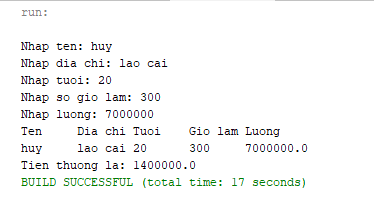 run:
Nhap ten: huy
Nhap dia chi: lao cai
Nhap tuoi: 20
Nhap so gio lam: 300
Nhap luong: 7000000
Ten Dia chi Tuoi Gio lam Luong
huy lao cai 20 300 7000000.0
Tien thuong la: 1400000.0
BUILD SUCCESSFUL (total time: 17 seconds)